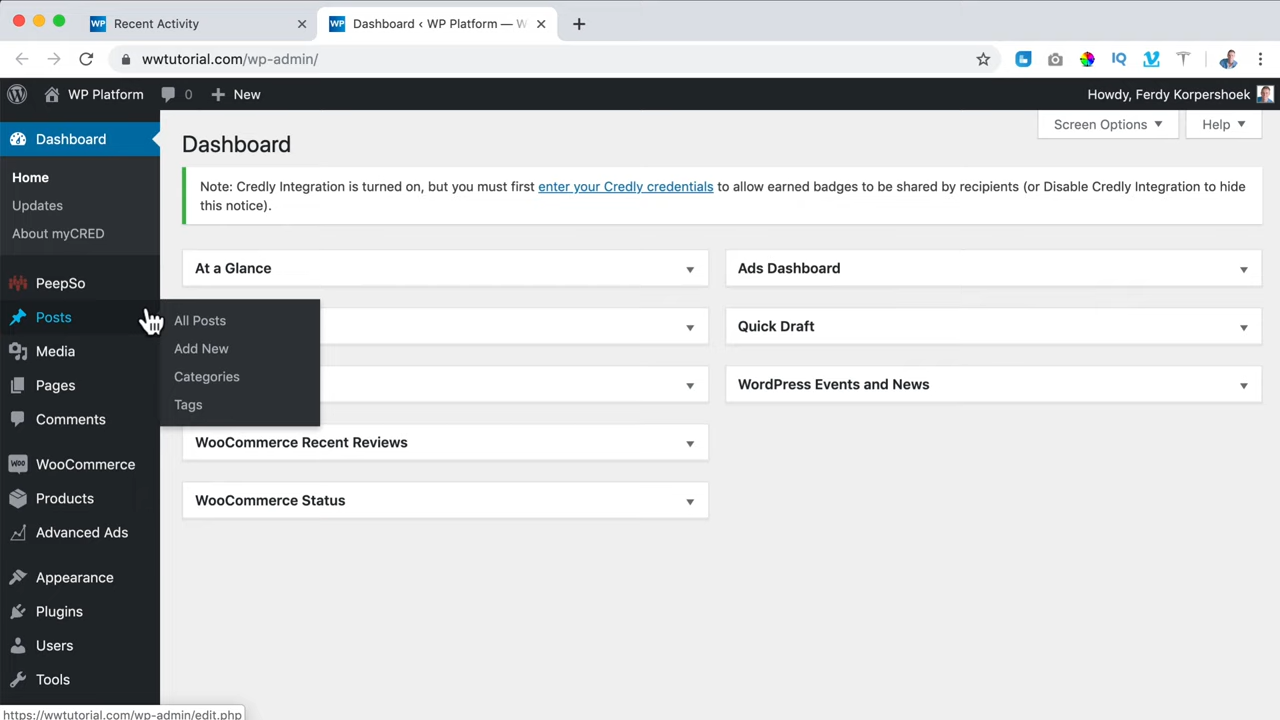 WP Recent Activity
WP Dashboard ‹ WP Platform — W
wwtutorial.com/wp-admin/
IQ
WP Platform
0
New
Howdy, Ferdy Korpershoek
Dashboard
Home
Updates
About myCRED
PeepSo
Posts
Media
Pages
Comments
WOO WooCommerce
Products
Advanced Ads
Appearance
Plugins
Users
Tools
All Posts
Add New
Categories
Tags
Screen Options
Help
Dashboard
Note: Credly Integration is turned on, but you must first enter your Credly credentials to allow earned badges to be shared by recipients (or Disable Credly Integration to hide
this notice).
At a Glance
WooCommerce Recent Reviews
WooCommerce Status
Ads Dashboard
Quick Draft
WordPress Events and News
https://wwtutorial.com/wp-admin/edit.php